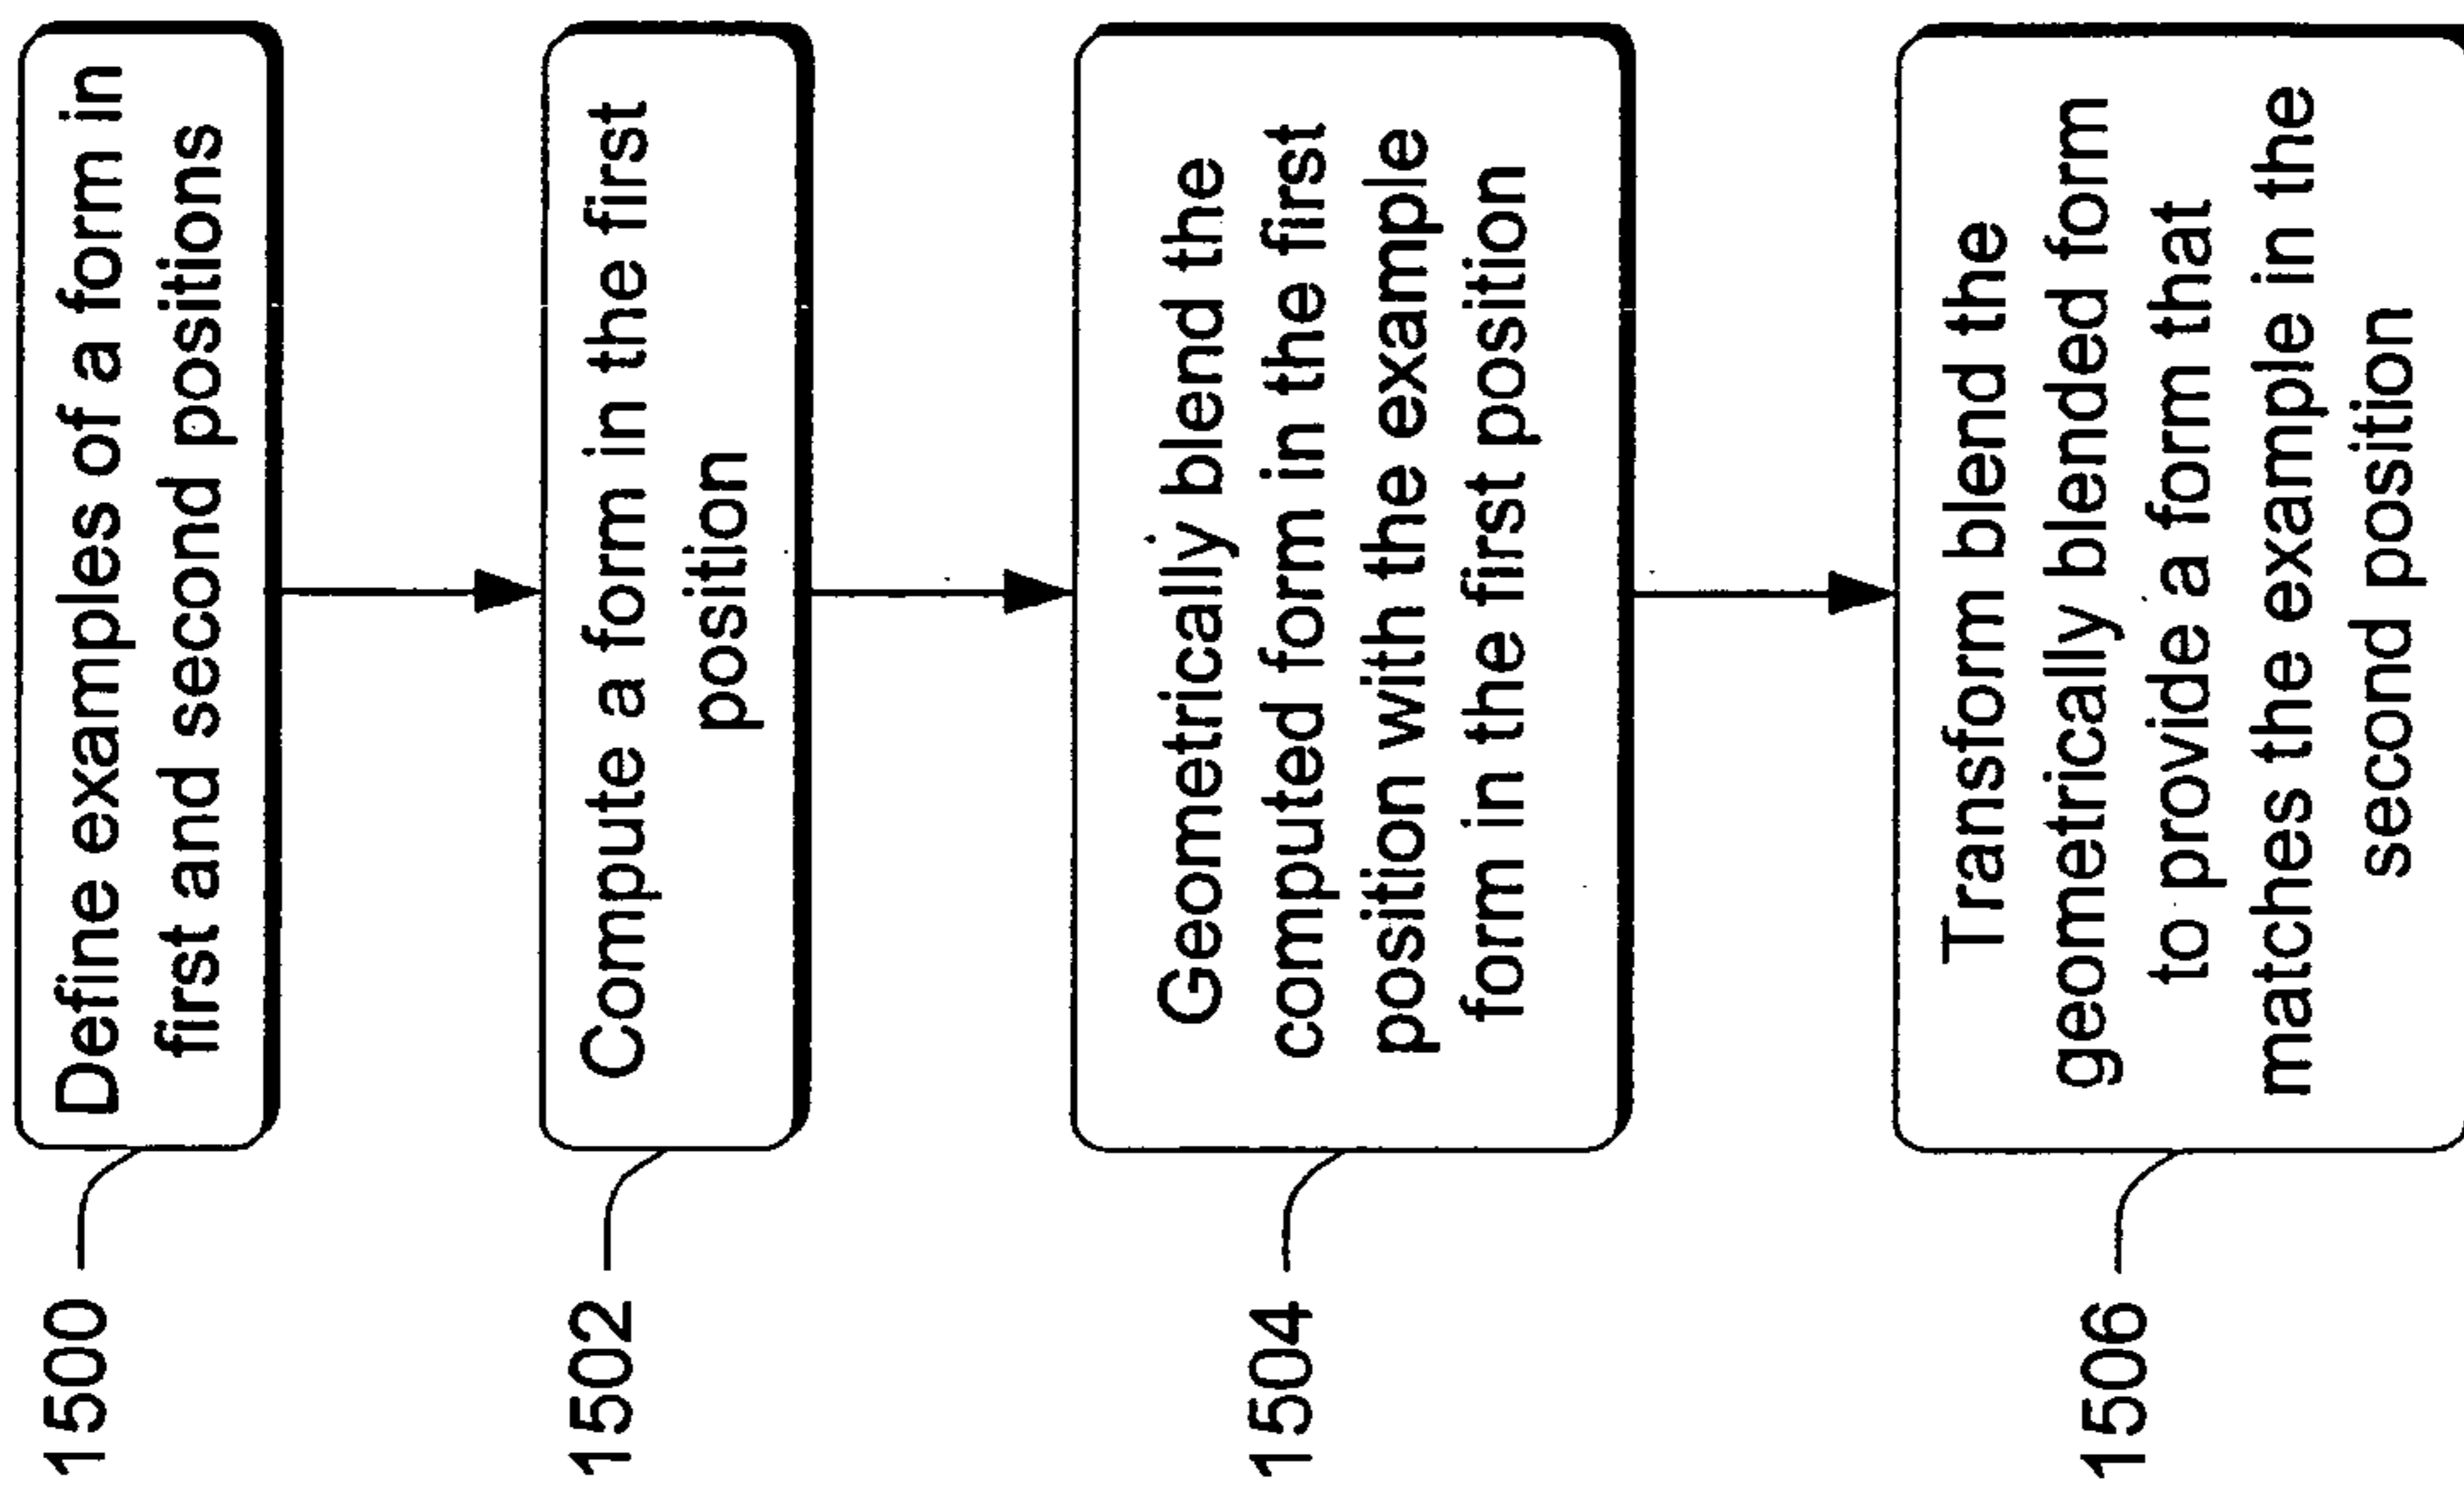 1500
Define examples of a form in
first and second positions
1502
Compute a form in the first
position
1504
Geometrically blend the
computed form in the first
position with the example
form in the first position
1506
Transform blend the
geometrically blended form
to provide a form that
matches the example in the
second position